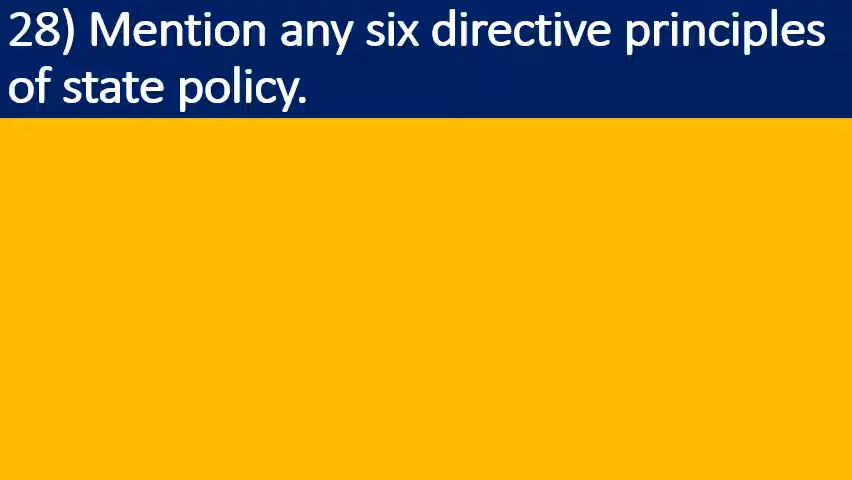 28) Mention any six directive principles
of state policy.